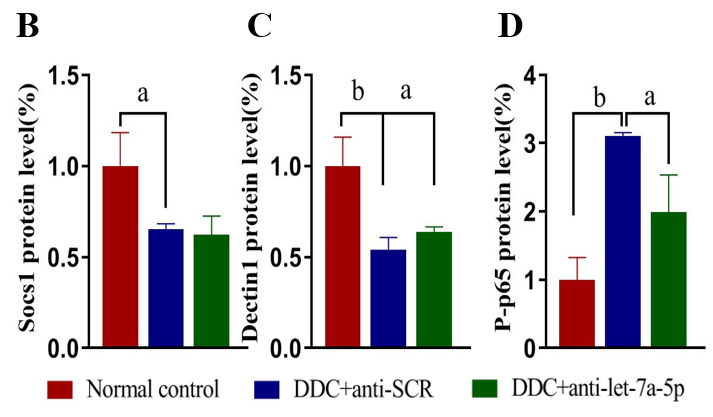 B
C
D
Socs1 protein level(%)
1.5
1.0
0.5
0.0
a
Dectin1 protein level(%)
1.5
1.0
0.5
0.0
b
a
P-p65 protein level(%)
4
3
2
1
0
b
a
Normal control
DDC+anti-SCR
DDC+anti-let-7a-5p